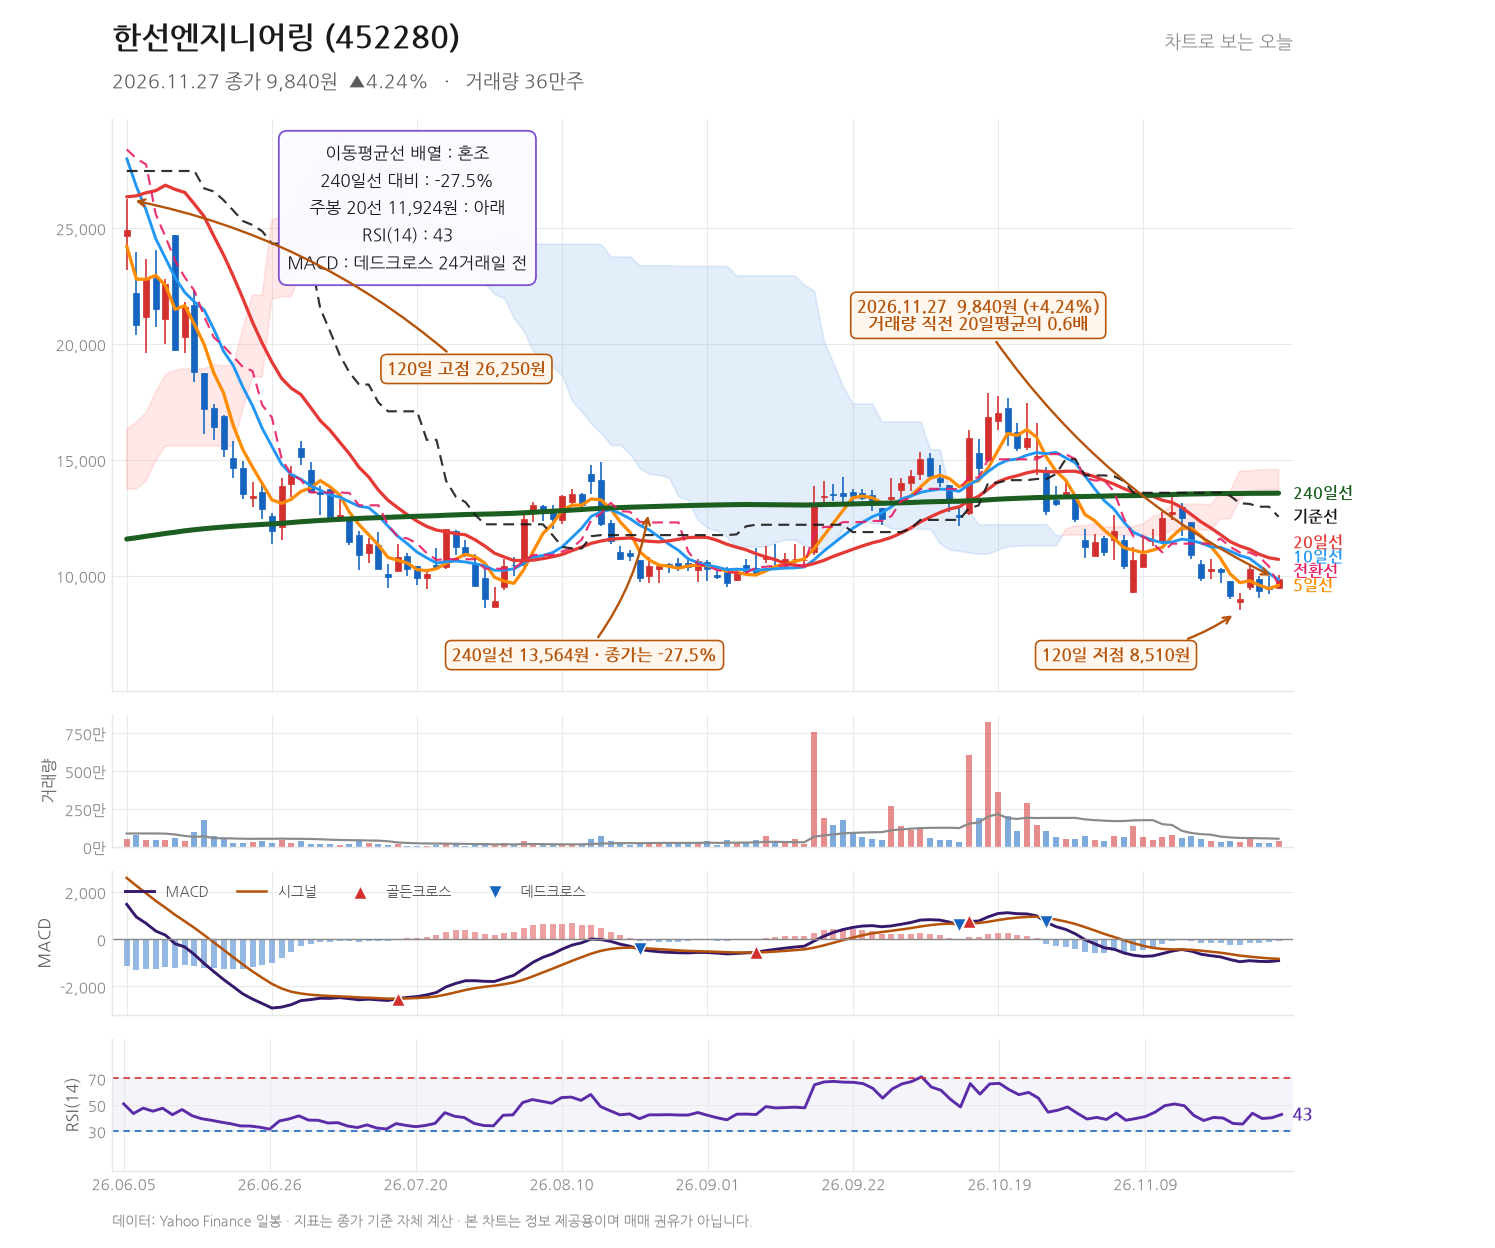 한선엔지니어링 (452280)
차트로 보는 오늘
2026.11.27 종가 9,840원 ▲4.24% · 거래량 36만주
이동평균선 배열 : 혼조
240일선 대비 : -27.5%
주봉 20선 11,924원 : 아래
RSI(14) : 43
MACD : 데드크로스 24거래일 전
120일 고점 26,250원
2026.11.27 9,840원 (+4.24%)
거래량 직전 20일평균의 0.6배
240일선 13,564원 · 종가는 -27.5%
120일 저점 8,510원
25,000
20,000
15,000
10,000
240일선
기준선
20일선
10일선
전환선
5일선
거래량
750만
500만
250만
0만
MACD
MACD
시그널
골든크로스
데드크로스
2,000
0
-2,000
RSI(14)
70
50
30
43
26.06.05
26.06.26
26.07.20
26.08.10
26.09.01
26.09.22
26.10.19
26.11.09
데이터: Yahoo Finance 일봉 · 지표는 종가 기준 자체 계산 · 본 차트는 정보 제공용이며 매매 권유가 아닙니다.